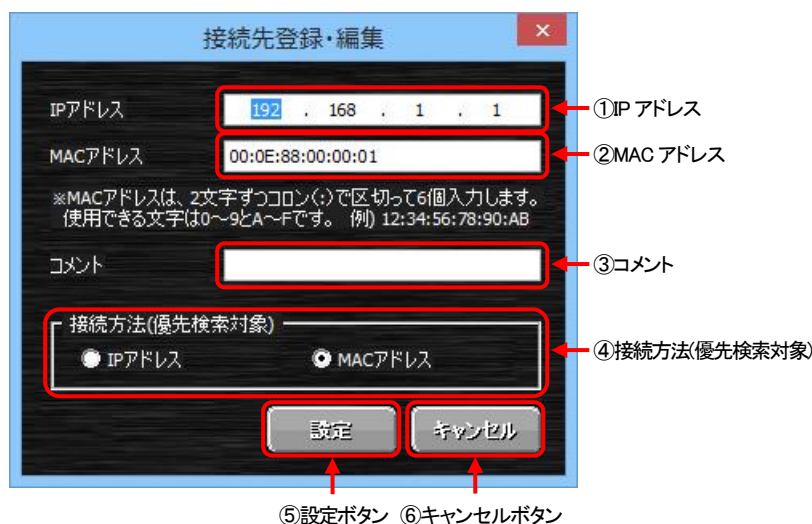 接続先登録・編集
×
IPアドレス
192 . 168 . 1 . 1
①IP アドレス
MACアドレス
00:0E:88:00:00:01
②MAC アドレス
※MACアドレスは、2文字ずつコロン(:)で区切って6個入力します。
使用できる文字は0～9とA～Fです。 例) 12:34:56:78:90:AB
コメント
③コメント
接続方法(優先検索対象)
IPアドレス
MACアドレス
④接続方法(優先検索対象)
設定
キャンセル
⑤設定ボタン ⑥キャンセルボタン